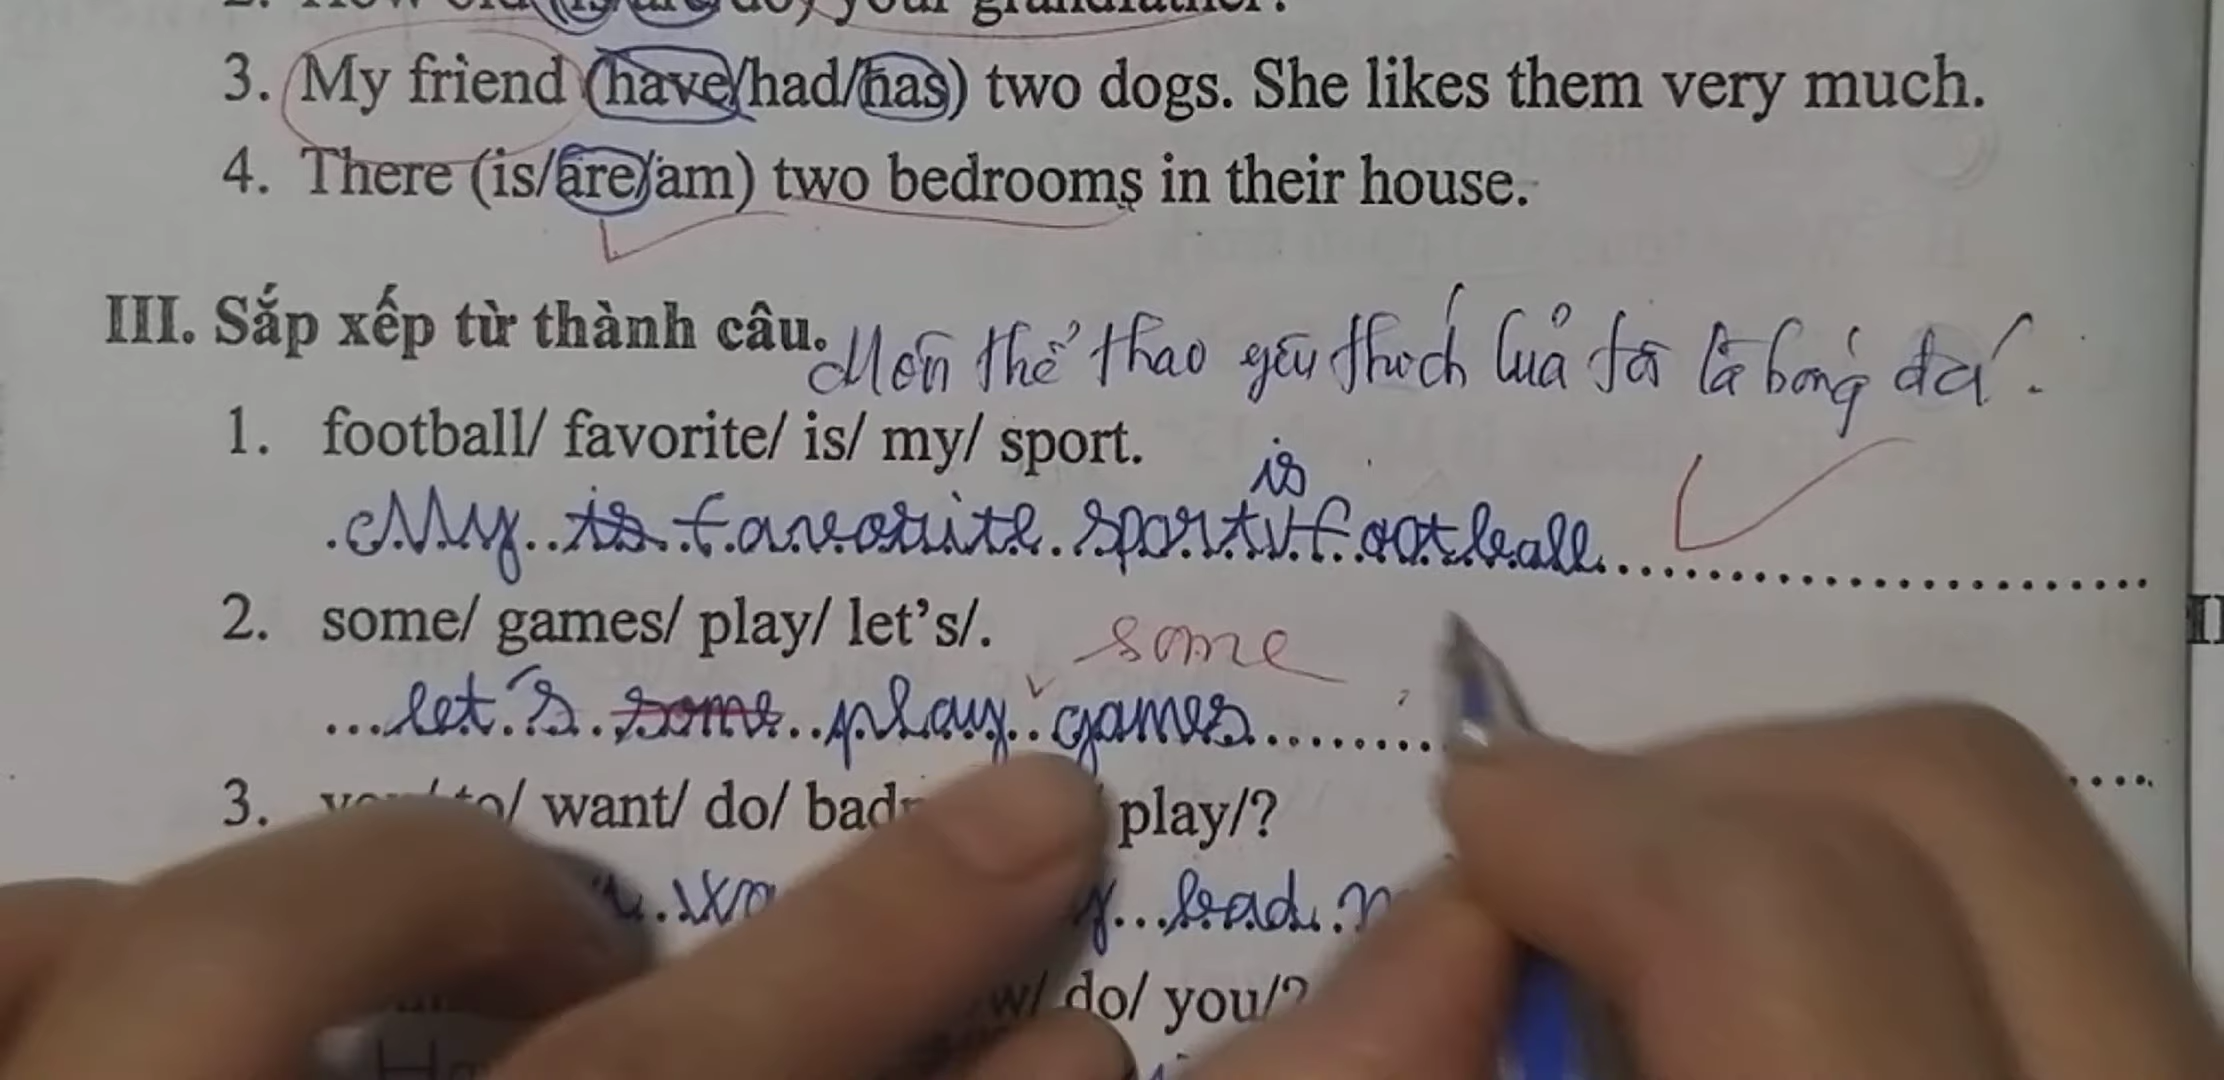 your grandfather?
3. My friend (have/had/has) two dogs. She likes them very much.
4. There (is/are/am) two bedrooms in their house.
III. Sắp xếp từ thành câu. Môn thể thao yêu thích của tôi là bóng đá.
1. football/ favorite/ is/ my/ sport.
is
My is favorite sport football
2. some/ games/ play/ let's/.
some
let's some play games
3. to/ want/ do/ play/?
do/ you/?